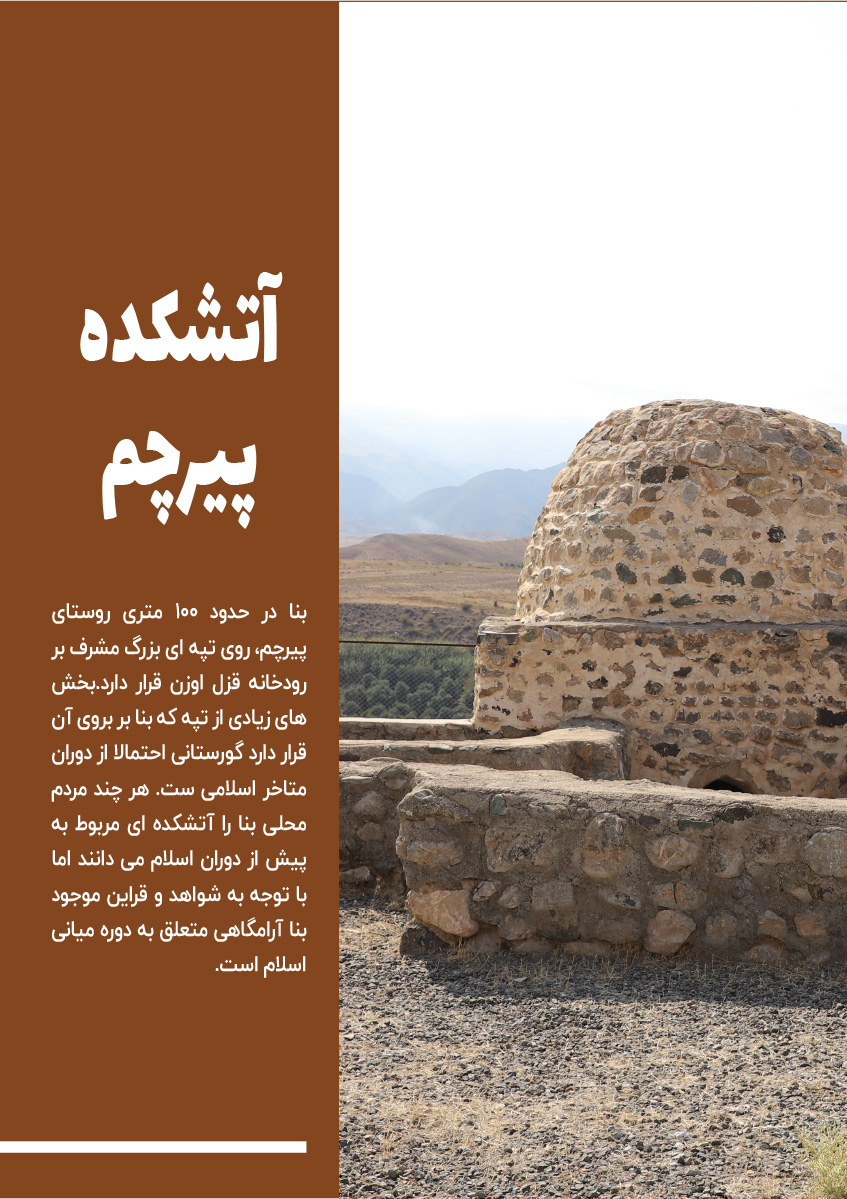 آتشکده
پیرچم
بنا در حدود ۱۰۰ متری روستای
پیرچم، روی تپه ای بزرگ مشرف بر
رودخانه قزل اوزن قرار دارد.بخش
های زیادی از تپه که بنا بر بروی آن
قرار دارد گورستانی احتمالا از دوران
متاخر اسلامی ست. هر چند مردم
محلی بنا را آتشکده ای مربوط به
پیش از دوران اسلام می دانند اما
با توجه به شواهد و قراین موجود
بنا آرامگاهی متعلق به دوره میانی
اسلام است.